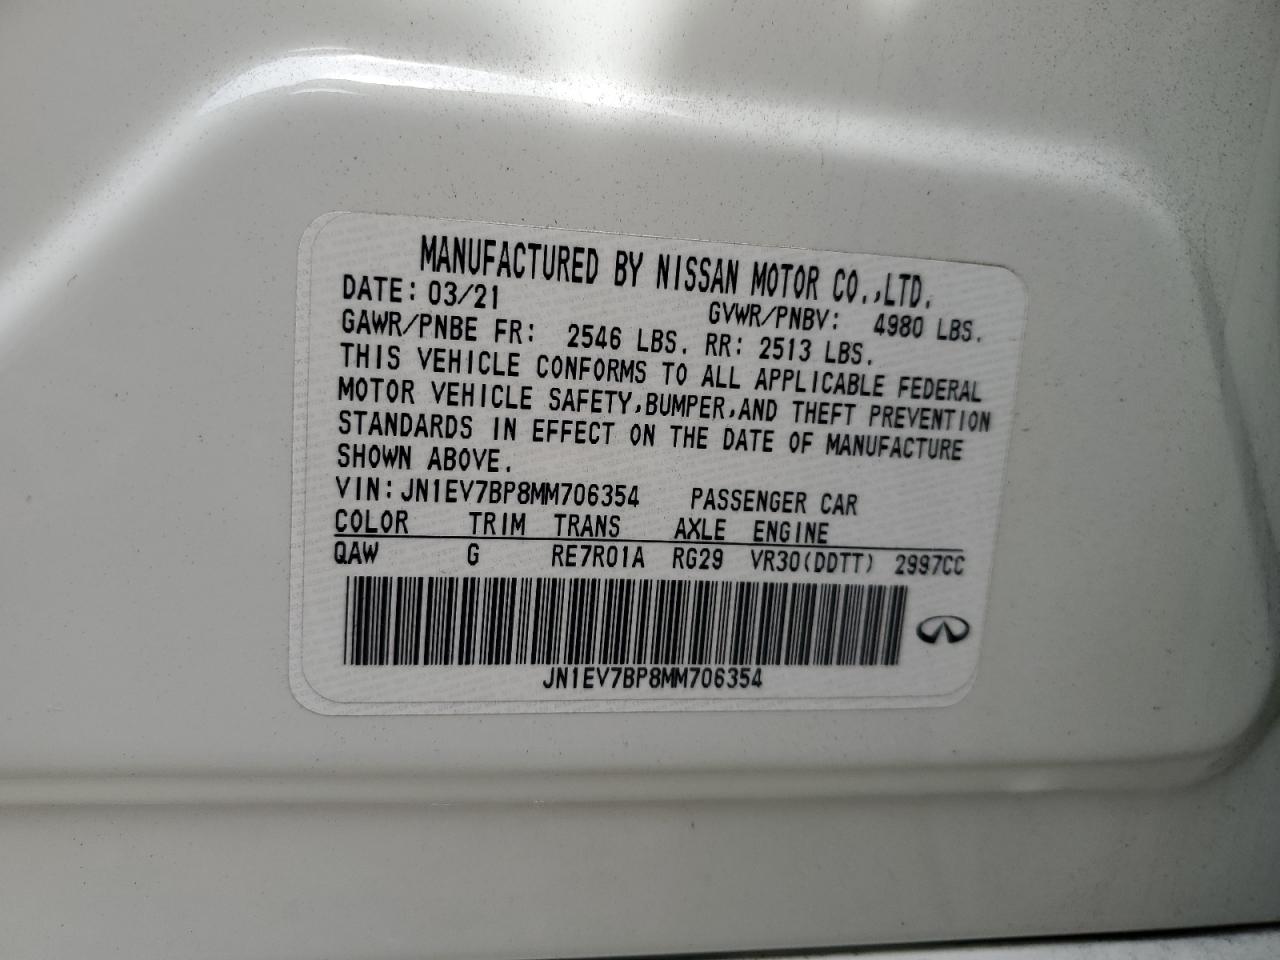 MANUFACTURED BY NISSAN MOTOR CO.,LTD.
DATE: 03/21 GVWR/PNBV: 4980 LBS.
GAWR/PNBE FR: 2546 LBS. RR: 2513 LBS.
THIS VEHICLE CONFORMS TO ALL APPLICABLE FEDERAL
MOTOR VEHICLE SAFETY,BUMPER,AND THEFT PREVENTION
STANDARDS IN EFFECT ON THE DATE OF MANUFACTURE
SHOWN ABOVE.
VIN: JN1EV7BP8MM706354 PASSENGER CAR
COLOR TRIM TRANS AXLE ENGINE
QAW G RE7R01A RG29 VR30(DDTT) 2997CC
JN1EV7BP8MM706354